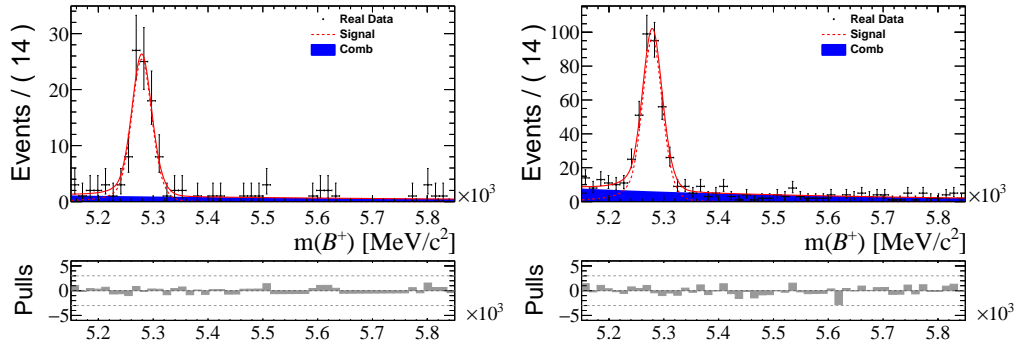 Events / ( 14 )
30
20
10
0
Real Data
Signal
Comb
5.2 5.3 5.4 5.5 5.6 5.7 5.8
×10³
m(B⁺) [MeV/c²]
Pulls
5
0
−5
5.2 5.3 5.4 5.5 5.6 5.7 5.8
×10³
Events / ( 14 )
100
80
60
40
20
0
Real Data
Signal
Comb
5.2 5.3 5.4 5.5 5.6 5.7 5.8
×10³
m(B⁺) [MeV/c²]
Pulls
5
0
−5
5.2 5.3 5.4 5.5 5.6 5.7 5.8
×10³